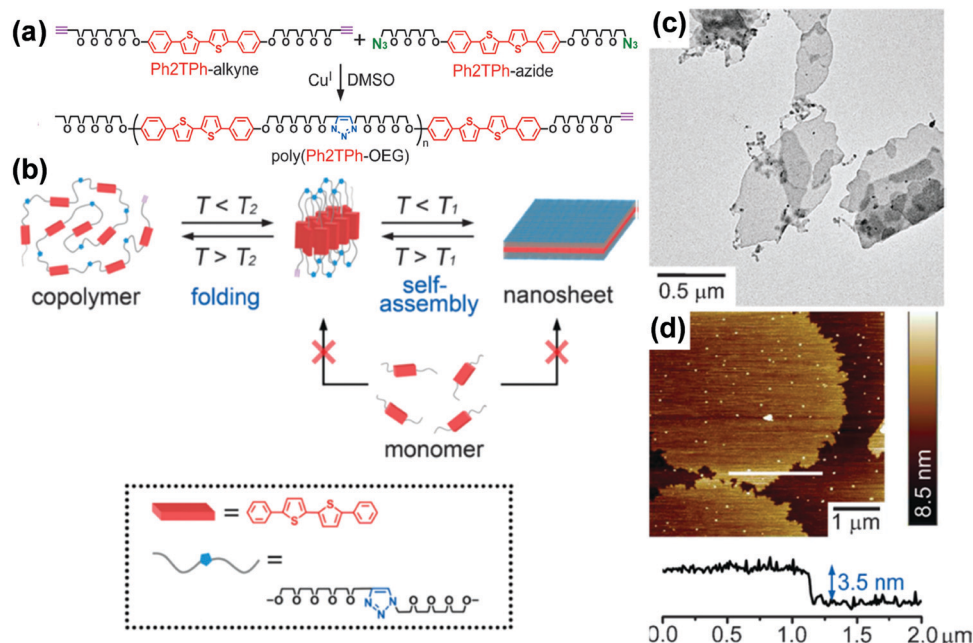 (a)
+
N3
N3
Ph2TPh-alkyne
Ph2TPh-azide
CuI DMSO
n
poly(Ph2TPh-OEG)
(b)
T < T2
T > T2
T < T1
T > T1
copolymer
folding
self-
assembly
nanosheet
monomer
=
=
(c)
0.5 μm
(d)
8.5 nm
1 μm
3.5 nm
0.0 0.5 1.0 1.5 2.0 μm